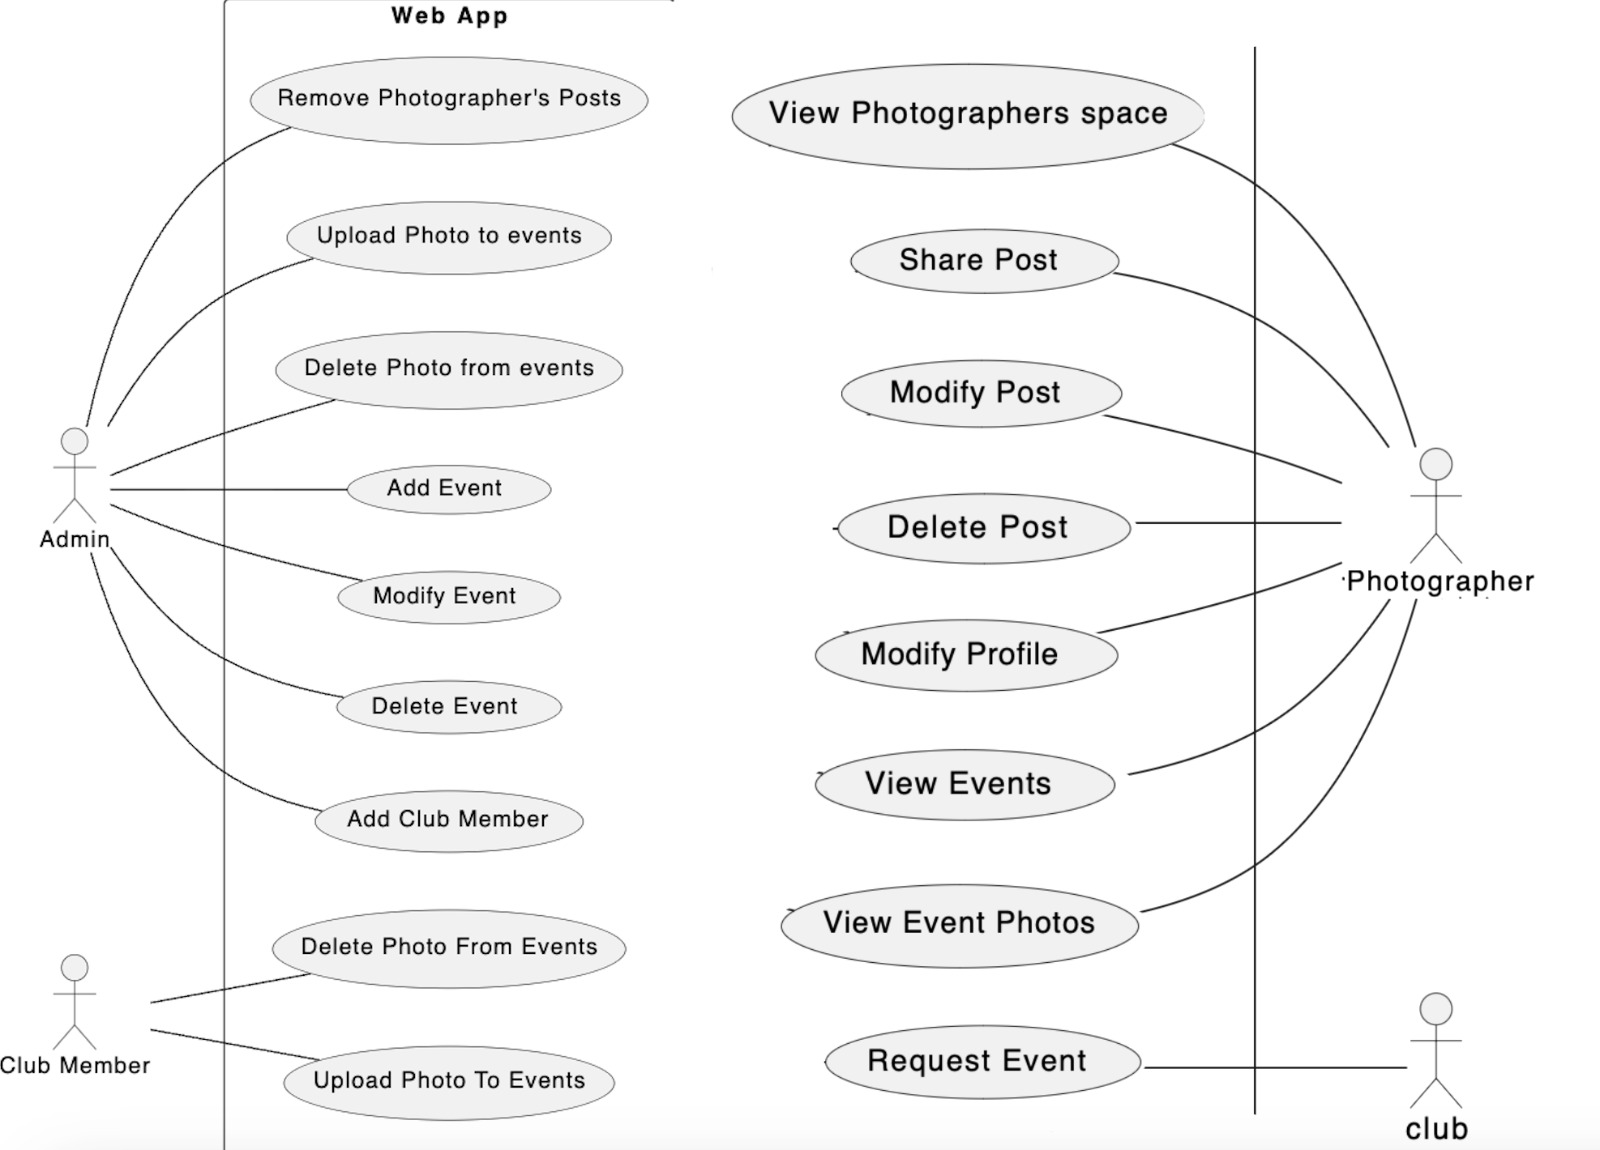 Web App
Remove Photographer's Posts
Upload Photo to events
Delete Photo from events
Add Event
Modify Event
Delete Event
Add Club Member
Delete Photo From Events
Upload Photo To Events
Admin
Club Member
View Photographers space
Share Post
Modify Post
Delete Post
Modify Profile
View Events
View Event Photos
Request Event
Photographer
club